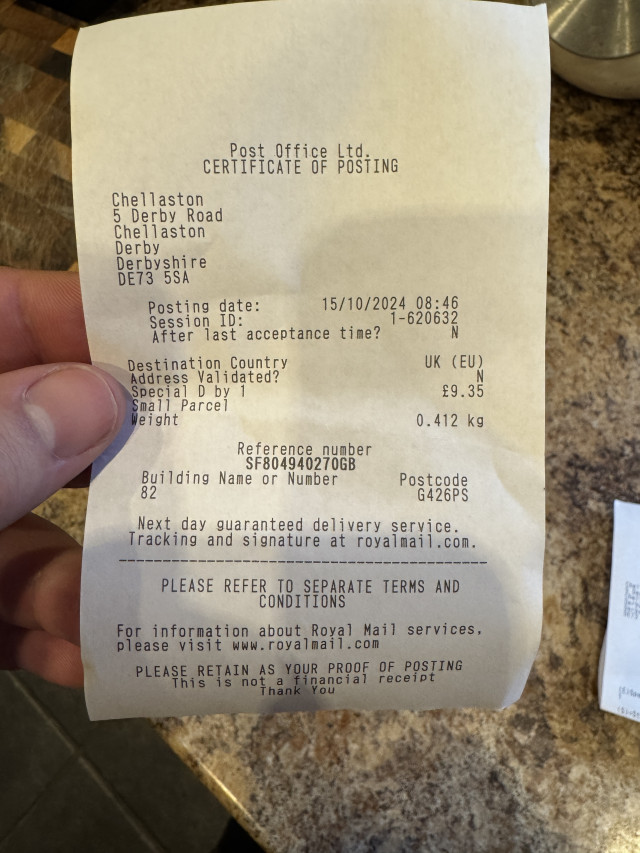 Post Office Ltd.
CERTIFICATE OF POSTING
Chellaston
5 Derby Road
Chellaston
Derby
Derbyshire
DE73 5SA
Posting date: 15/10/2024 08:46
Session ID: 1-620632
After last acceptance time? N
Destination Country UK (EU)
Address Validated? N
Special D by 1 £9.35
Small Parcel
Weight 0.412 kg
Reference number
SF804940270GB
Building Name or Number Postcode
82 G426PS
Next day guaranteed delivery service.
Tracking and signature at royalmail.com.
PLEASE REFER TO SEPARATE TERMS AND
CONDITIONS
For information about Royal Mail services,
please visit www.royalmail.com
PLEASE RETAIN AS YOUR PROOF OF POSTING
This is not a financial receipt
Thank You